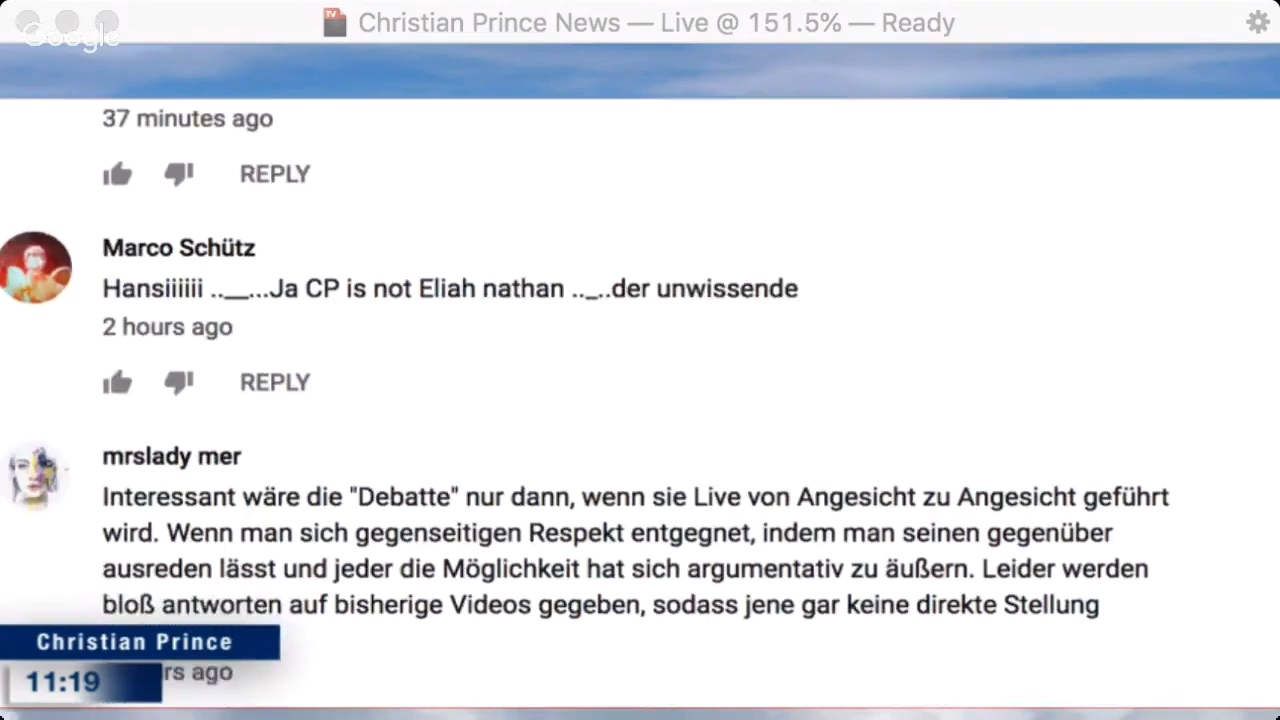 Google
Christian Prince News — Live @ 151.5% — Ready
37 minutes ago
REPLY
Marco Schütz
Hansiiiiii ..__...Ja CP is not Eliah nathan .._..der unwissende
2 hours ago
REPLY
mrslady mer
Interessant wäre die "Debatte" nur dann, wenn sie Live von Angesicht zu Angesicht geführt
wird. Wenn man sich gegenseitigen Respekt entgegnet, indem man seinen gegenüber
ausreden lässt und jeder die Möglichkeit hat sich argumentativ zu äußern. Leider werden
bloß antworten auf bisherige Videos gegeben, sodass jene gar keine direkte Stellung
Christian Prince
11:19
ago